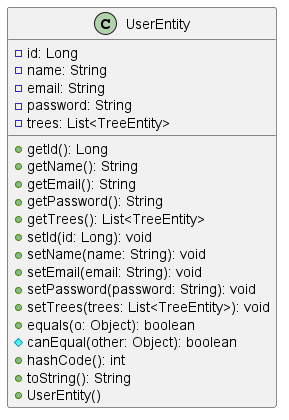 C UserEntity
id: Long
name: String
email: String
password: String
trees: List<TreeEntity>
getId(): Long
getName(): String
getEmail(): String
getPassword(): String
getTrees(): List<TreeEntity>
setId(id: Long): void
setName(name: String): void
setEmail(email: String): void
setPassword(password: String): void
setTrees(trees: List<TreeEntity>): void
equals(o: Object): boolean
canEqual(other: Object): boolean
hashCode(): int
toString(): String
UserEntity()